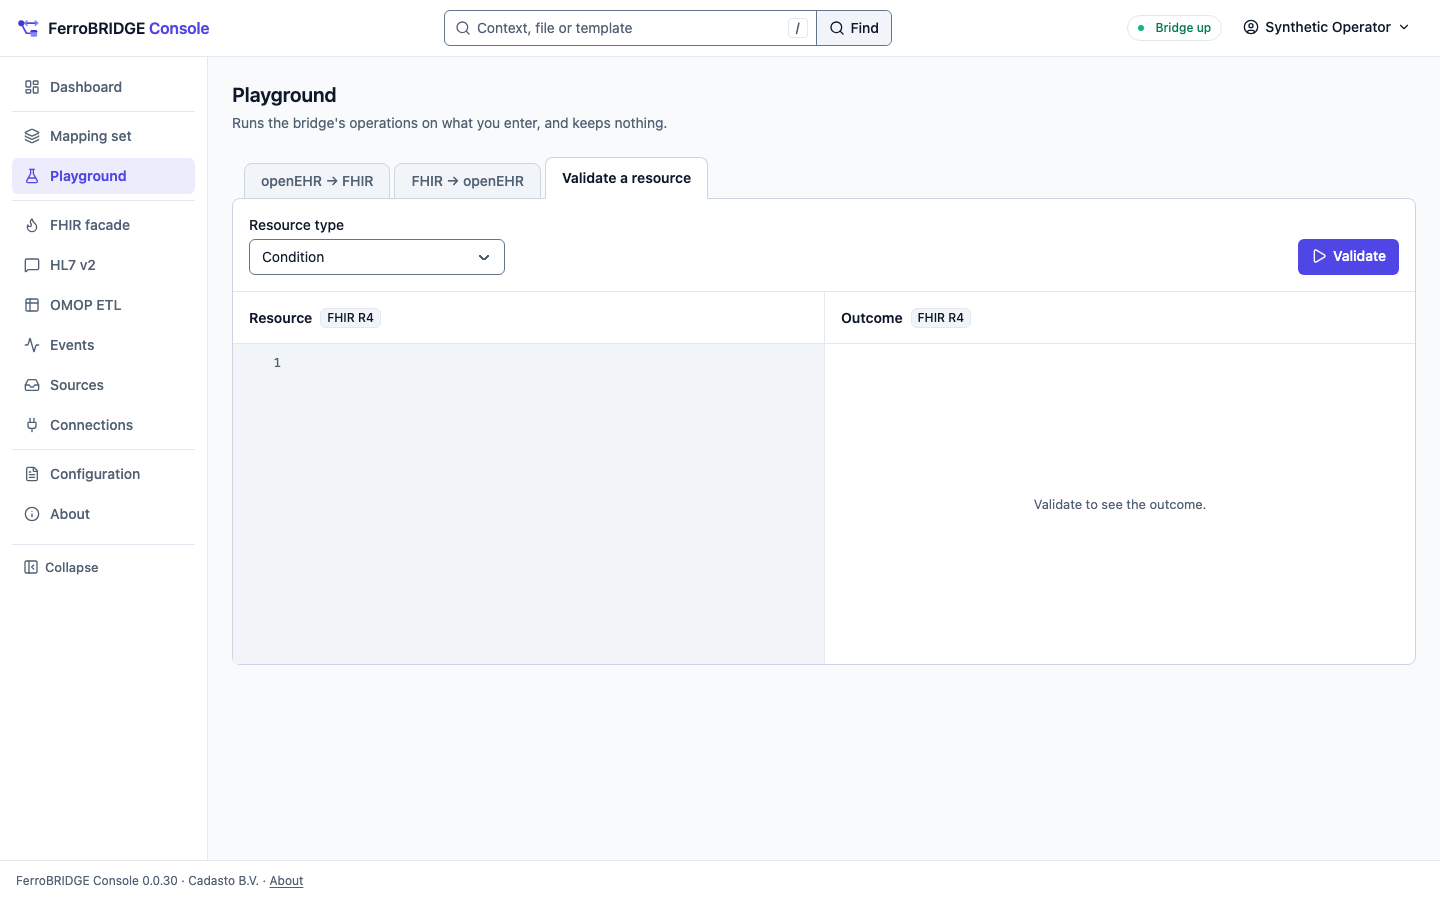 FerroBRIDGE Console
Context, file or template
/
Find
Bridge up
Synthetic Operator
Dashboard
Mapping set
Playground
FHIR facade
HL7 v2
OMOP ETL
Events
Sources
Connections
Configuration
About
Collapse
Playground
Runs the bridge's operations on what you enter, and keeps nothing.
openEHR → FHIR
FHIR → openEHR
Validate a resource
Resource type
Condition
Validate
Resource FHIR R4
Outcome FHIR R4
1
Validate to see the outcome.
FerroBRIDGE Console 0.0.30 · Cadasto B.V. · About